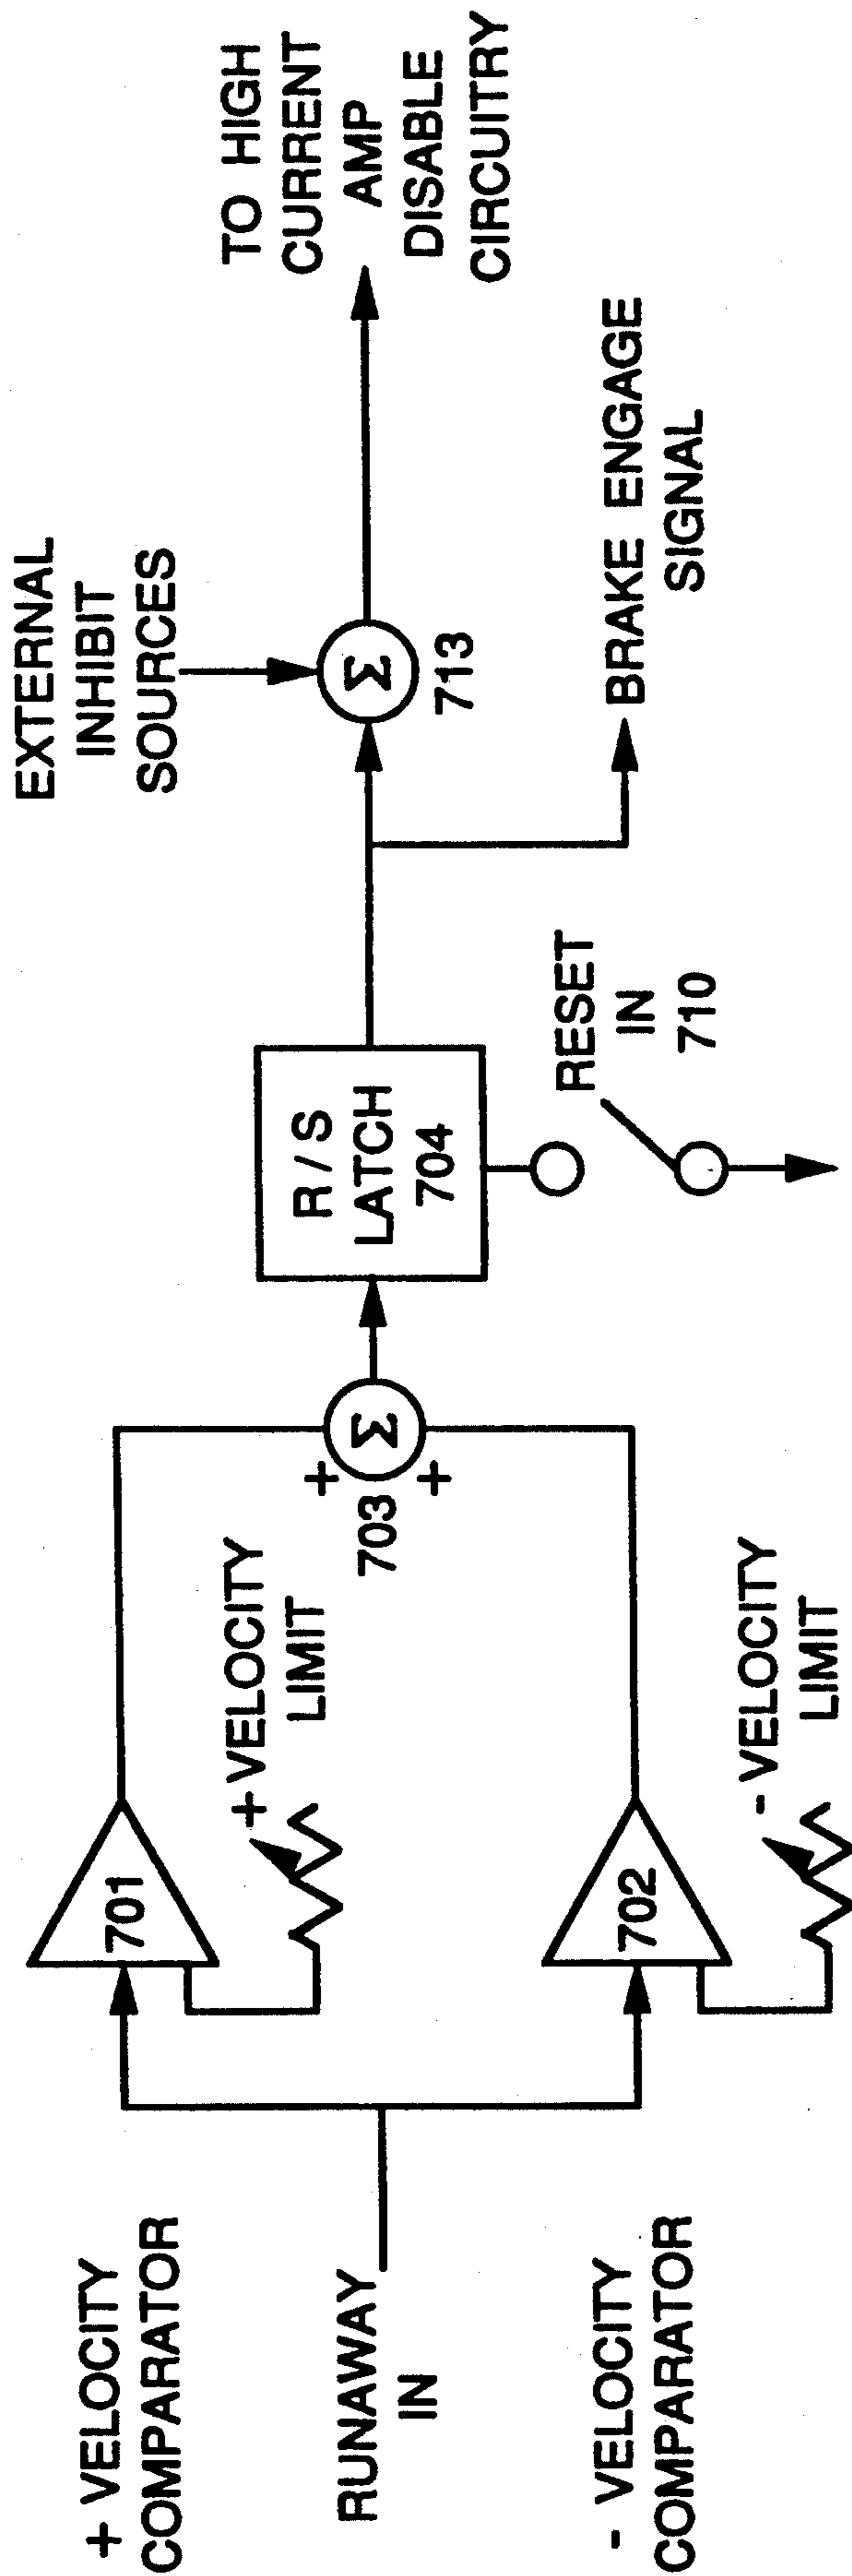 + VELOCITY
COMPARATOR
RUNAWAY
IN
- VELOCITY
COMPARATOR
701
+ VELOCITY
LIMIT
702
- VELOCITY
LIMIT
+
Σ
+
703
R / S
LATCH
704
RESET
IN
710
EXTERNAL
INHIBIT
SOURCES
Σ
713
BRAKE ENGAGE
SIGNAL
TO HIGH
CURRENT
AMP
DISABLE
CIRCUITRY